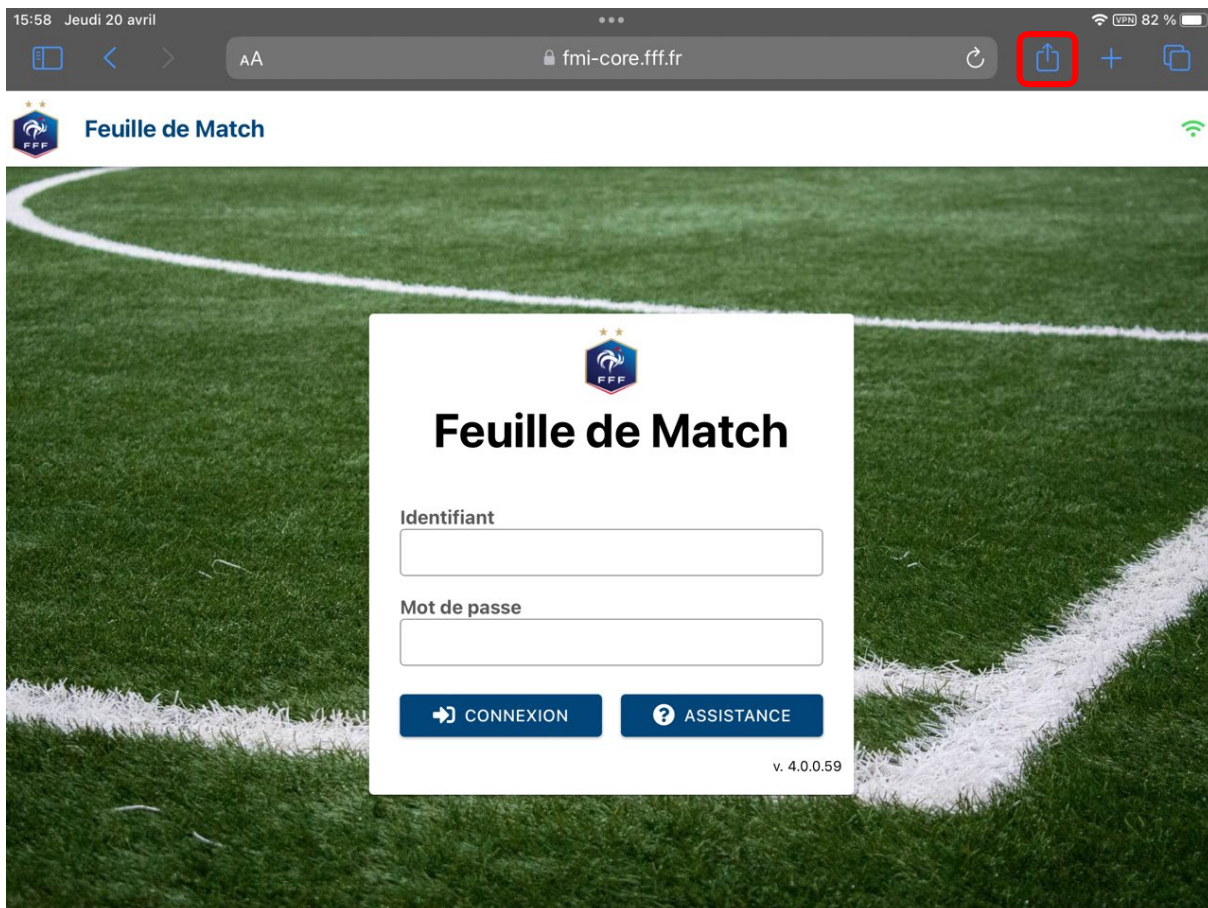 15:58 Jeudi 20 avril
VPN 82 %
AA
fmi-core.fff.fr
FFF
Feuille de Match
FFF
Feuille de Match
Identifiant
Mot de passe
CONNEXION
? ASSISTANCE
v. 4.0.0.59